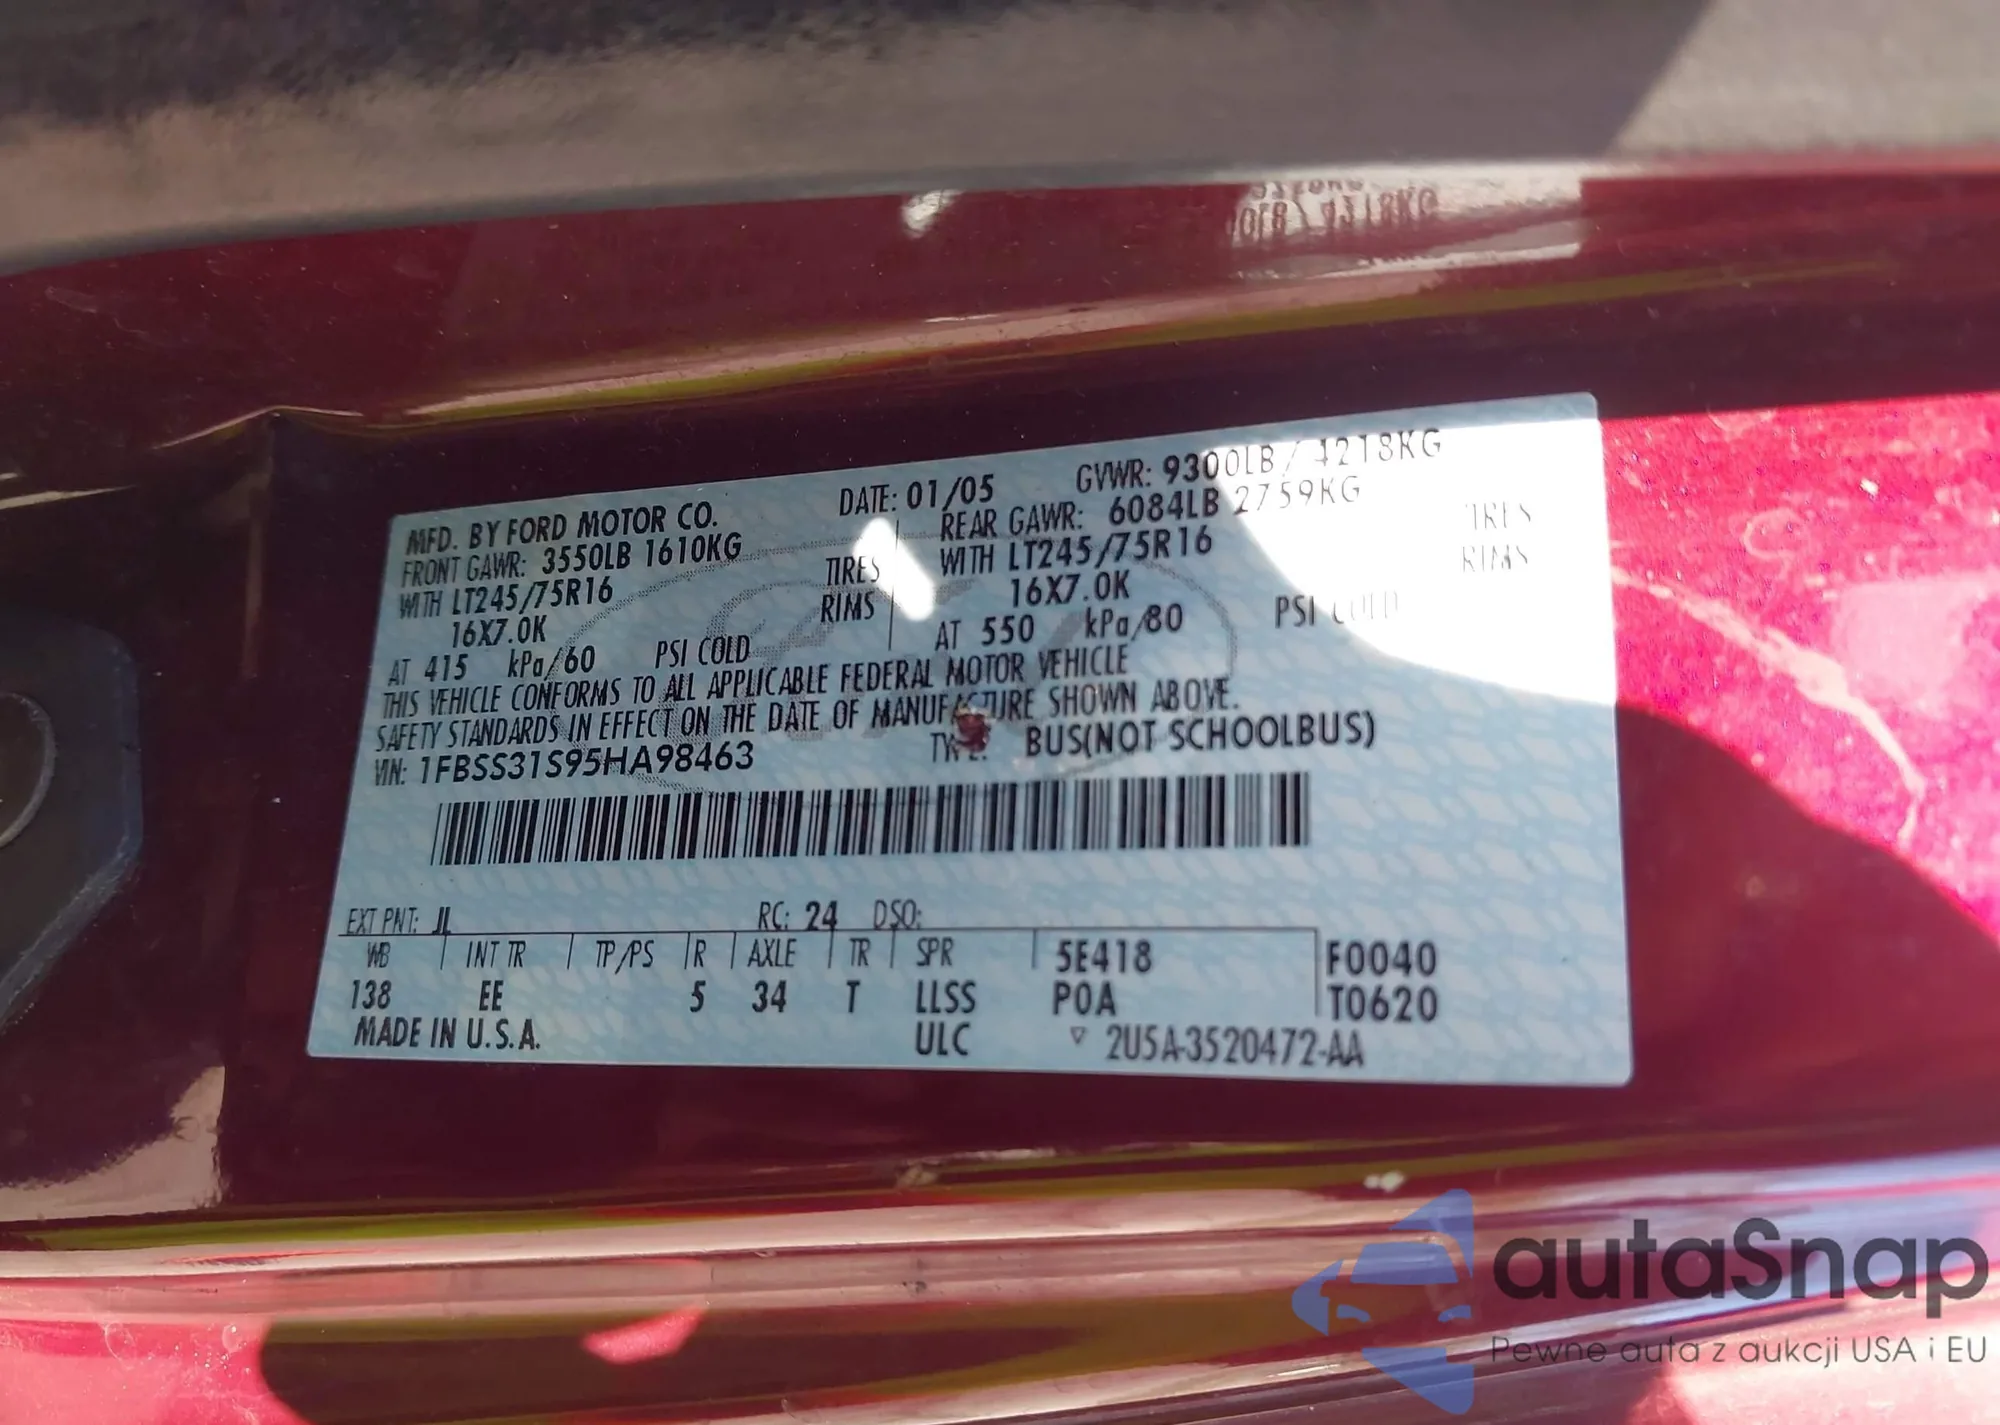 MFD. BY FORD MOTOR CO. DATE: 01/05 GVWR: 9300LB / 4218KG
FRONT GAWR: 3550LB 1610KG REAR GAWR: 6084LB 2759KG
WITH LT245/75R16 TIRES WITH LT245/75R16 TIRES
16X7.0K RIMS 16X7.0K RIMS
AT 415 kPa/60 PSI COLD AT 550 kPa/80 PSI COLD
THIS VEHICLE CONFORMS TO ALL APPLICABLE FEDERAL MOTOR VEHICLE
SAFETY STANDARDS IN EFFECT ON THE DATE OF MANUFACTURE SHOWN ABOVE.
VIN: 1FBSS31S95HA98463 BUS(NOT SCHOOLBUS)
EXT PNT: JL RC: 24 DSO:
WB INT TR TP/PS R AXLE TR SPR 5E418 F0040
138 EE 5 34 T LLSS P0A T0620
MADE IN U.S.A. ULC ▽ 2U5A-3520472-AA
autaSnap
Pewne auta z aukcji USA i EU